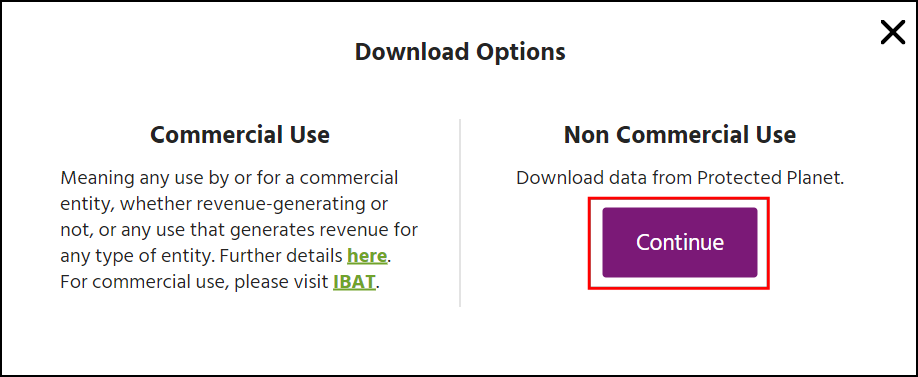 Download Options
Commercial Use
Meaning any use by or for a commercial
entity, whether revenue-generating or
not, or any use that generates revenue for
any type of entity. Further details here.
For commercial use, please visit IBAT.
Non Commercial Use
Download data from Protected Planet.
Continue